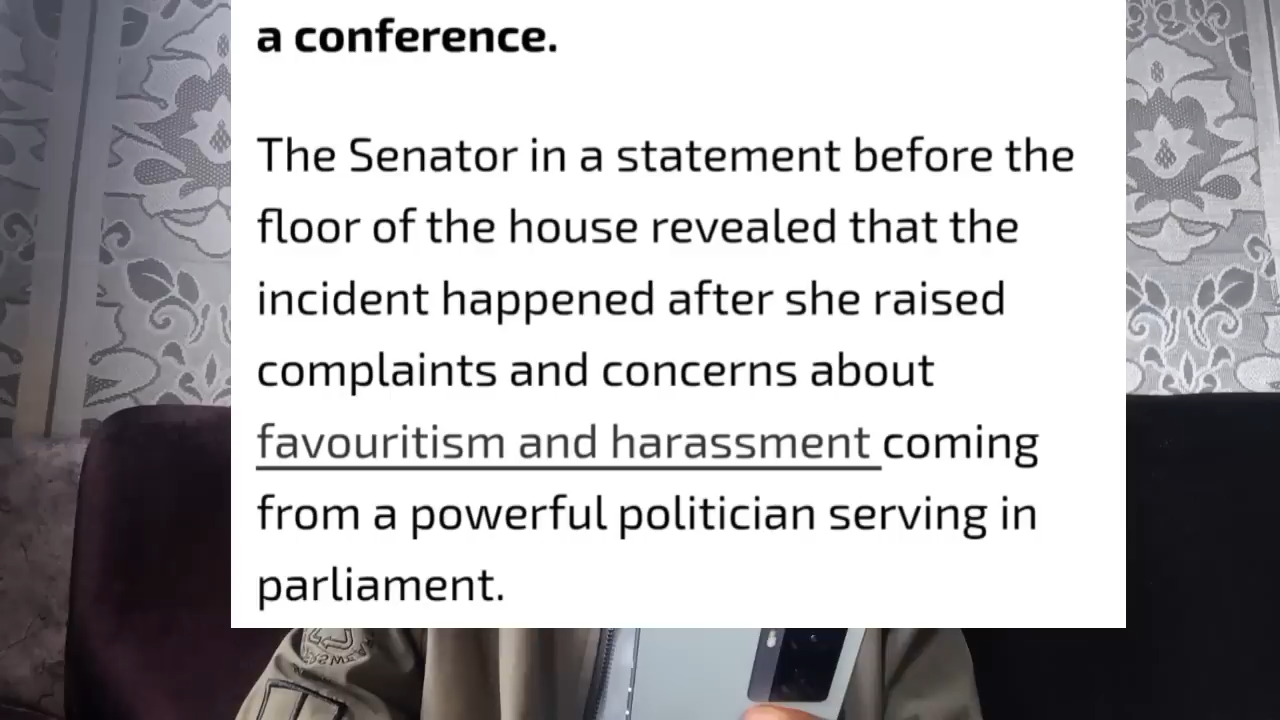 a conference.
The Senator in a statement before the
floor of the house revealed that the
incident happened after she raised
complaints and concerns about
favouritism and harassment coming
from a powerful politician serving in
parliament.